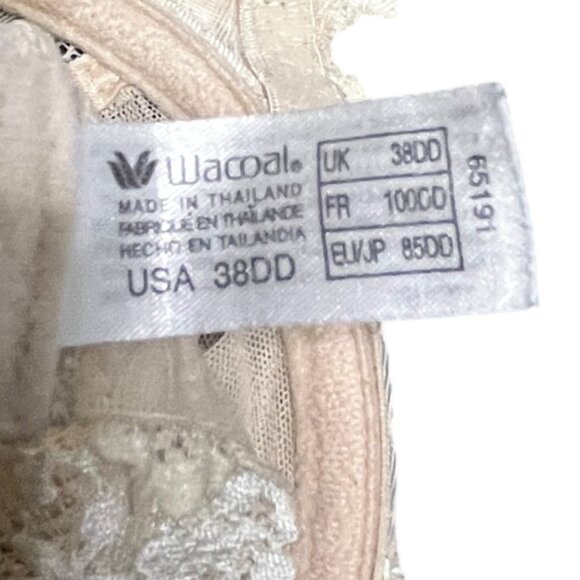 Wacoal®
MADE IN THAILAND
FABRIQUÉ EN THAÏLANDE
HECHO EN TAILANDIA
USA 38DD
UK 38DD
FR 100DD
EU/JP 85DD
65191